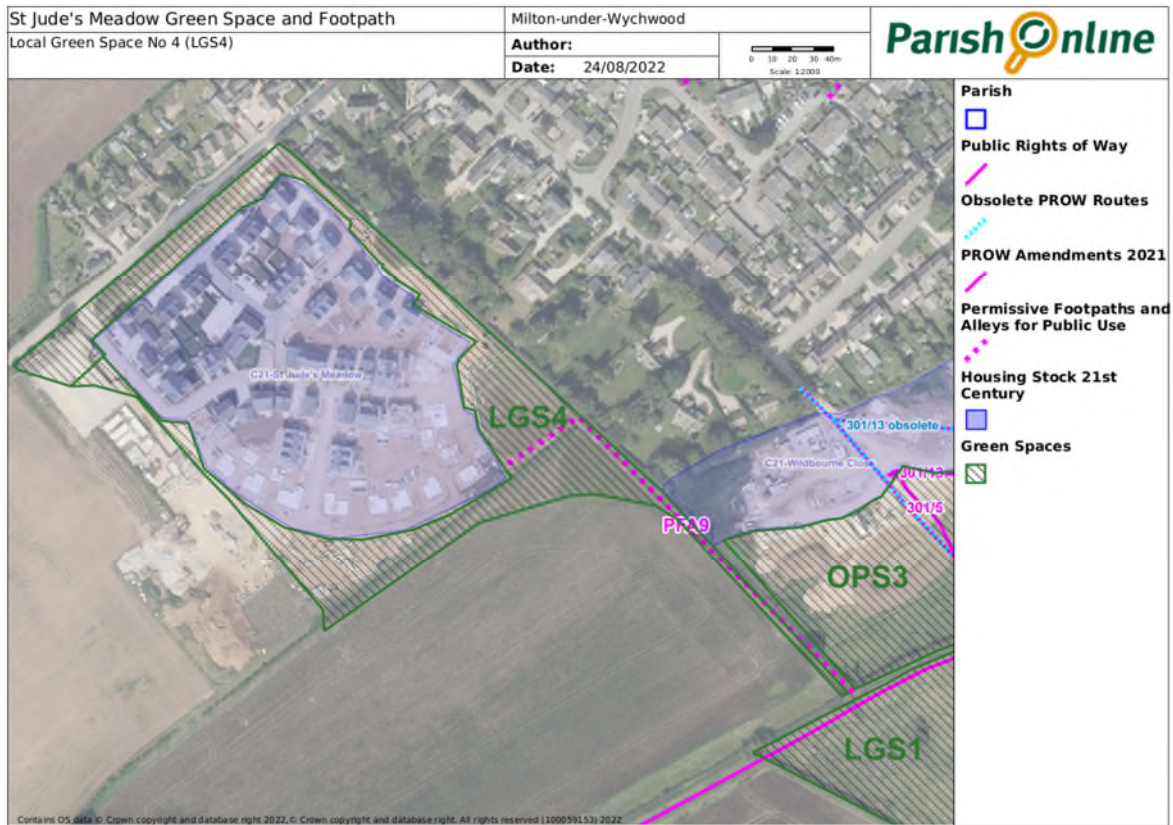 St Jude's Meadow Green Space and Footpath
Local Green Space No 4 (LGS4)
Milton-under-Wychwood
Author:
Date: 24/08/2022
0 10 20 30 40m
Scale: 1:2000
Parish Online
Parish
Public Rights of Way
Obsolete PROW Routes
PROW Amendments 2021
Permissive Footpaths and
Alleys for Public Use
Housing Stock 21st
Century
Green Spaces
C21-St Jude's Meadow
LGS4
301/13 obsolete
C21-Wildbourne Close
301/13
301/5
PFA9
OPS3
LGS1
Contains OS data © Crown copyright and database right 2022,© Crown copyright and database right. All rights reserved (100059153) 2022